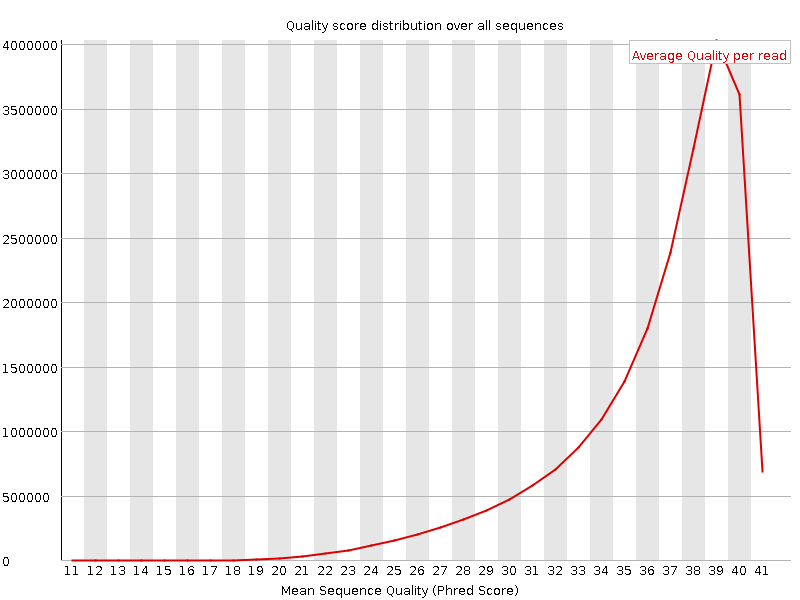 Quality score distribution over all sequences
4000000
Average Quality per read
3500000
3000000
2500000
2000000
1500000
1000000
500000
0
11 12 13 14 15 16 17 18 19 20 21 22 23 24 25 26 27 28 29 30 31 32 33 34 35 36 37 38 39 40 41
Mean Sequence Quality (Phred Score)